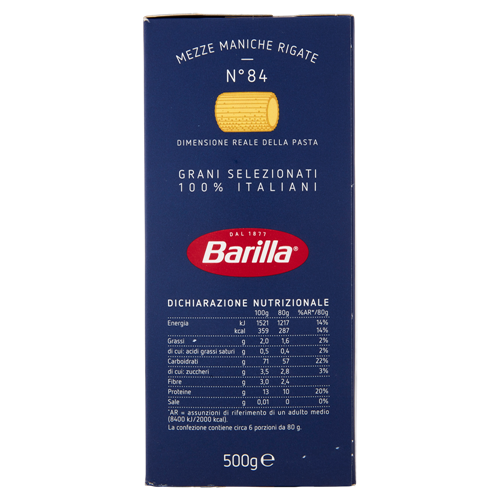 MEZZE MANICHE RIGATE
N°84
DIMENSIONE REALE DELLA PASTA
GRANI SELEZIONATI
100% ITALIANI
DAL 1877
Barilla®
DICHIARAZIONE NUTRIZIONALE
100g 80g %AR*/80g
Energia kJ 1521 1217 14%
kcal 359 287 14%
Grassi g 2,0 1,6 2%
di cui: acidi grassi saturi g 0,5 0,4 2%
Carboidrati g 71 57 22%
di cui: zuccheri g 3,5 2,8 3%
Fibre g 3,0 2,4
Proteine g 13 10 20%
Sale g 0,01 0 0%
*AR = assunzioni di riferimento di un adulto medio
(8400 kJ/2000 kcal).
La confezione contiene circa 6 porzioni da 80 g.
500g e